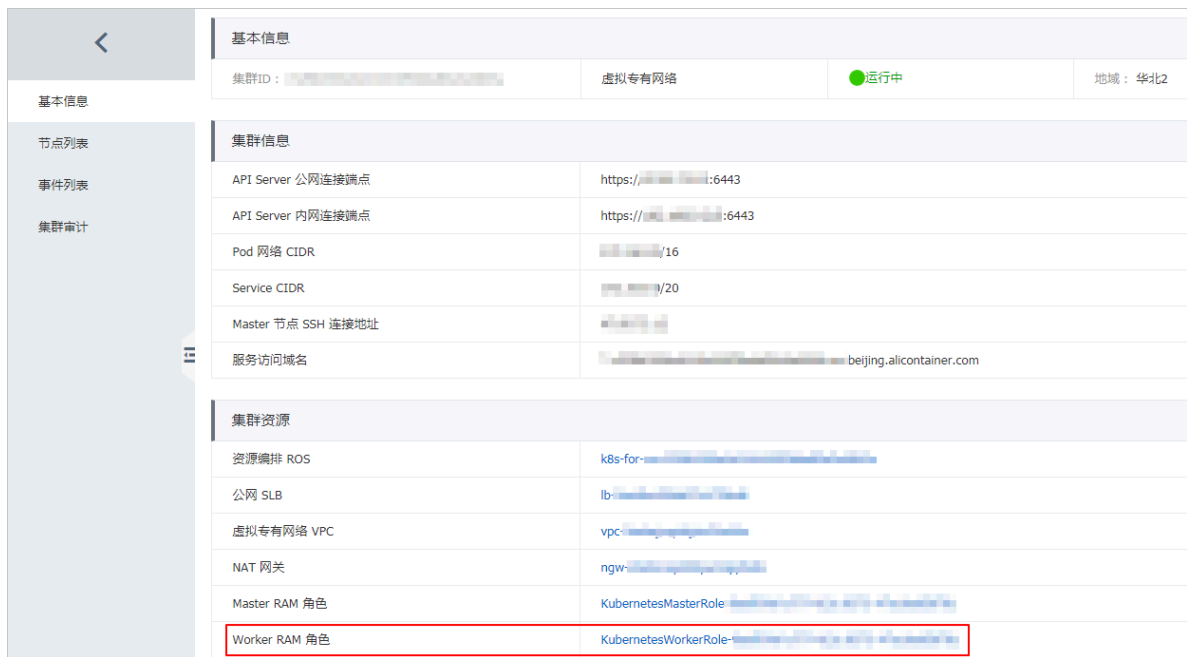 基本信息
集群ID： 虚拟专有网络 运行中 地域： 华北2
基本信息
节点列表
事件列表
集群审计
集群信息
API Server 公网连接端点 https:// :6443
API Server 内网连接端点 https:// :6443
Pod 网络 CIDR /16
Service CIDR /20
Master 节点 SSH 连接地址
服务访问域名 beijing.alicontainer.com
集群资源
资源编排 ROS k8s-for-
公网 SLB lb-
虚拟专有网络 VPC vpc-
NAT 网关 ngw-
Master RAM 角色 KubernetesMasterRole-
Worker RAM 角色 KubernetesWorkerRole-